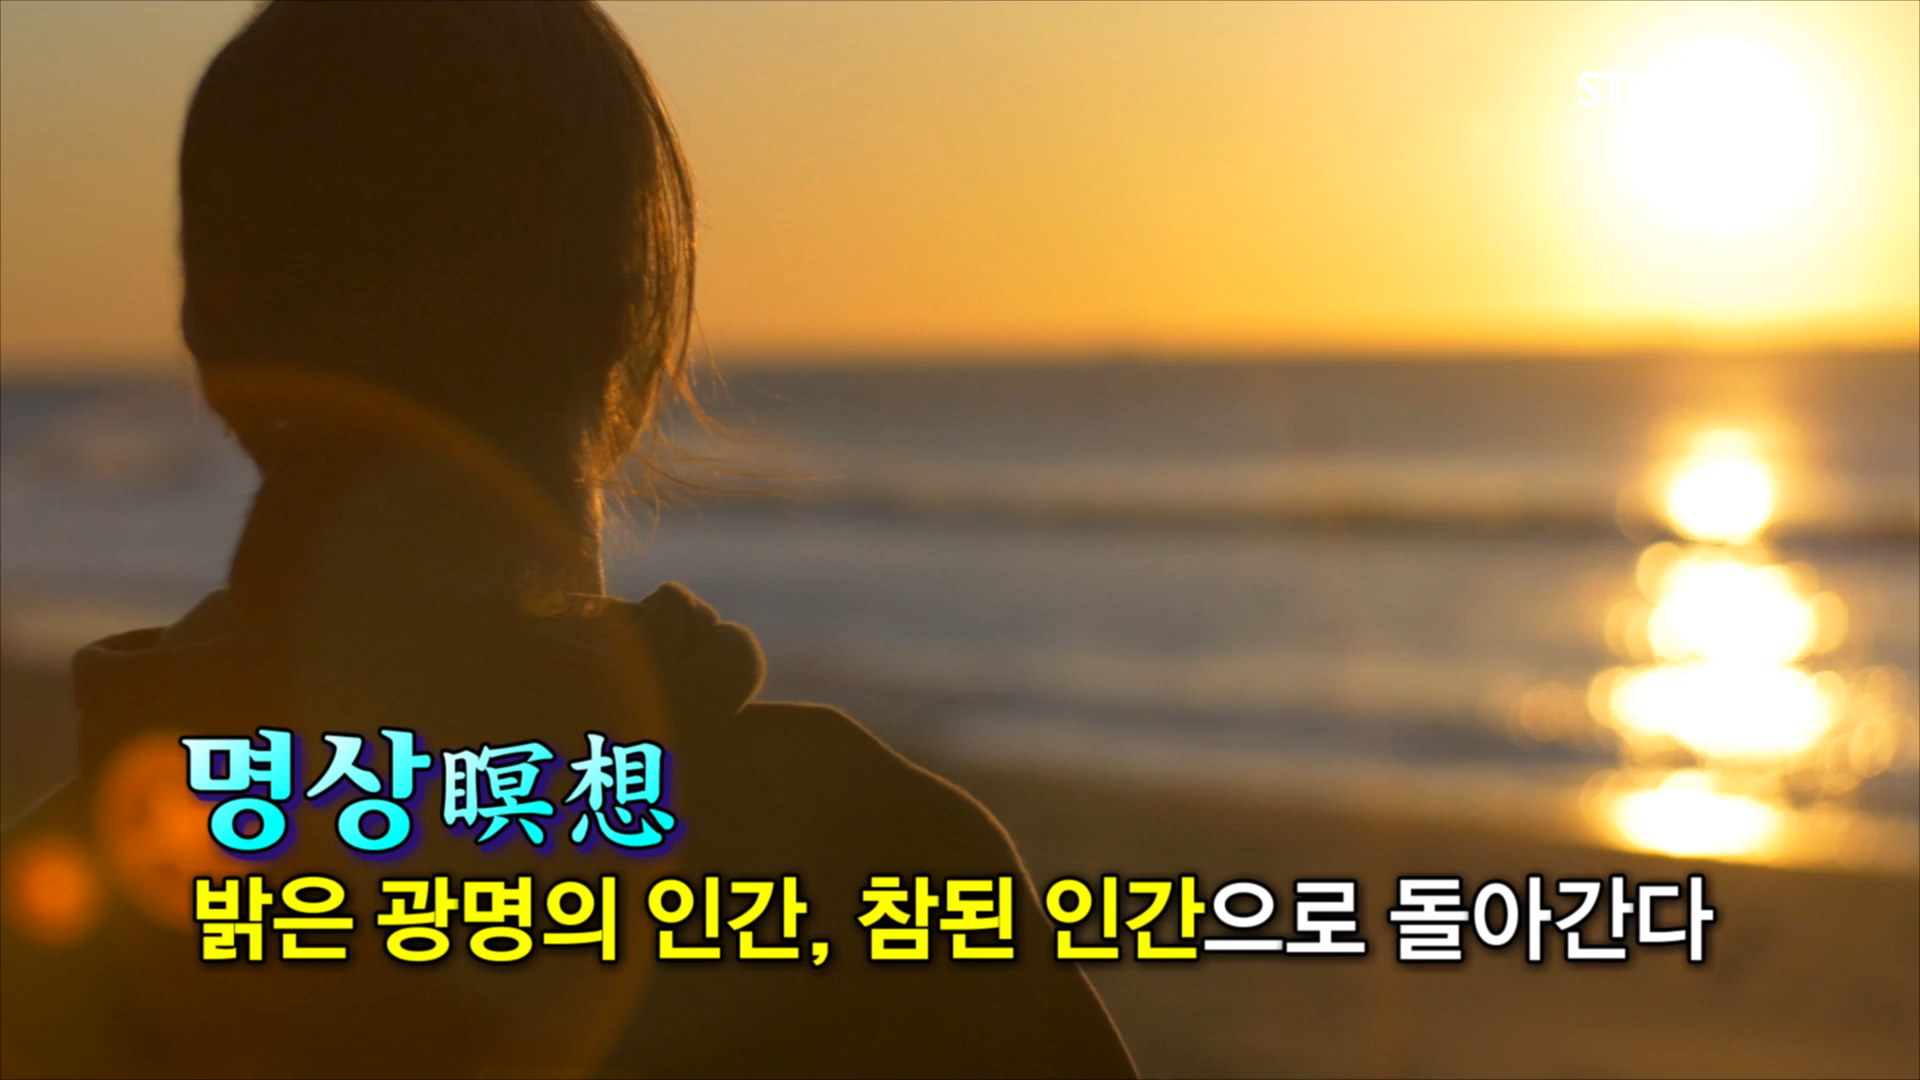 명상瞑想
밝은 광명의 인간, 참된 인간으로 돌아간다